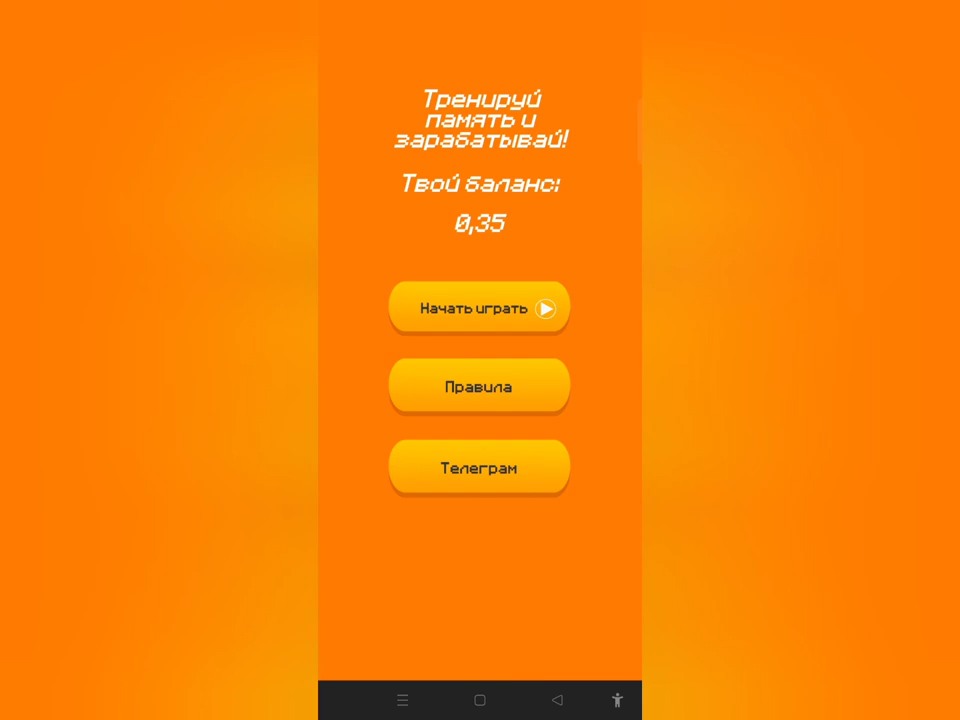 Тренируй
память и
зарабатывай!
Твой баланс:
0,35
Начать играть
Правила
Телеграм